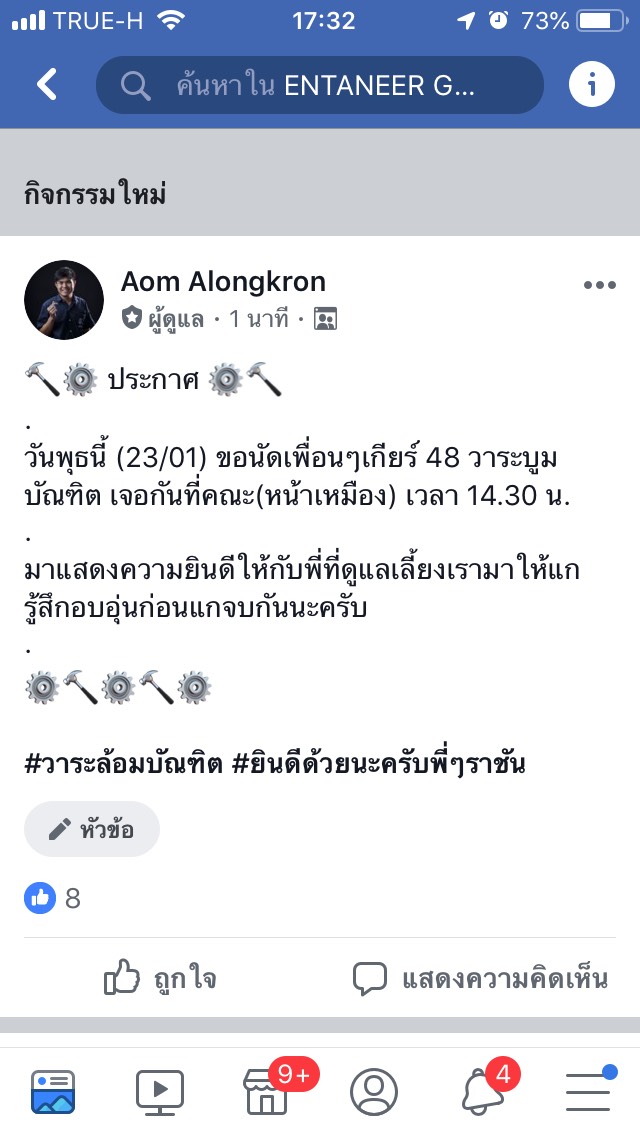 TRUE-H 17:32 73%
ค้นหาใน ENTANEER G...
กิจกรรมใหม่
Aom Alongkron
ผู้ดูแล · 1 นาที ·
ประกาศ
.
วันพุธนี้ (23/01) ขอนัดเพื่อนๆเกียร์ 48 วาระบูม
บัณฑิต เจอกันที่คณะ(หน้าเหมือง) เวลา 14.30 น.
.
มาแสดงความยินดีให้กับพี่ที่ดูแลเลี้ยงเรามาให้แก
รู้สึกอบอุ่นก่อนแกจบกันนะครับ
.
#วาระล้อมบัณฑิต #ยินดีด้วยนะครับพี่ๆราชัน
หัวข้อ
8
ถูกใจ แสดงความคิดเห็น
9+ 4